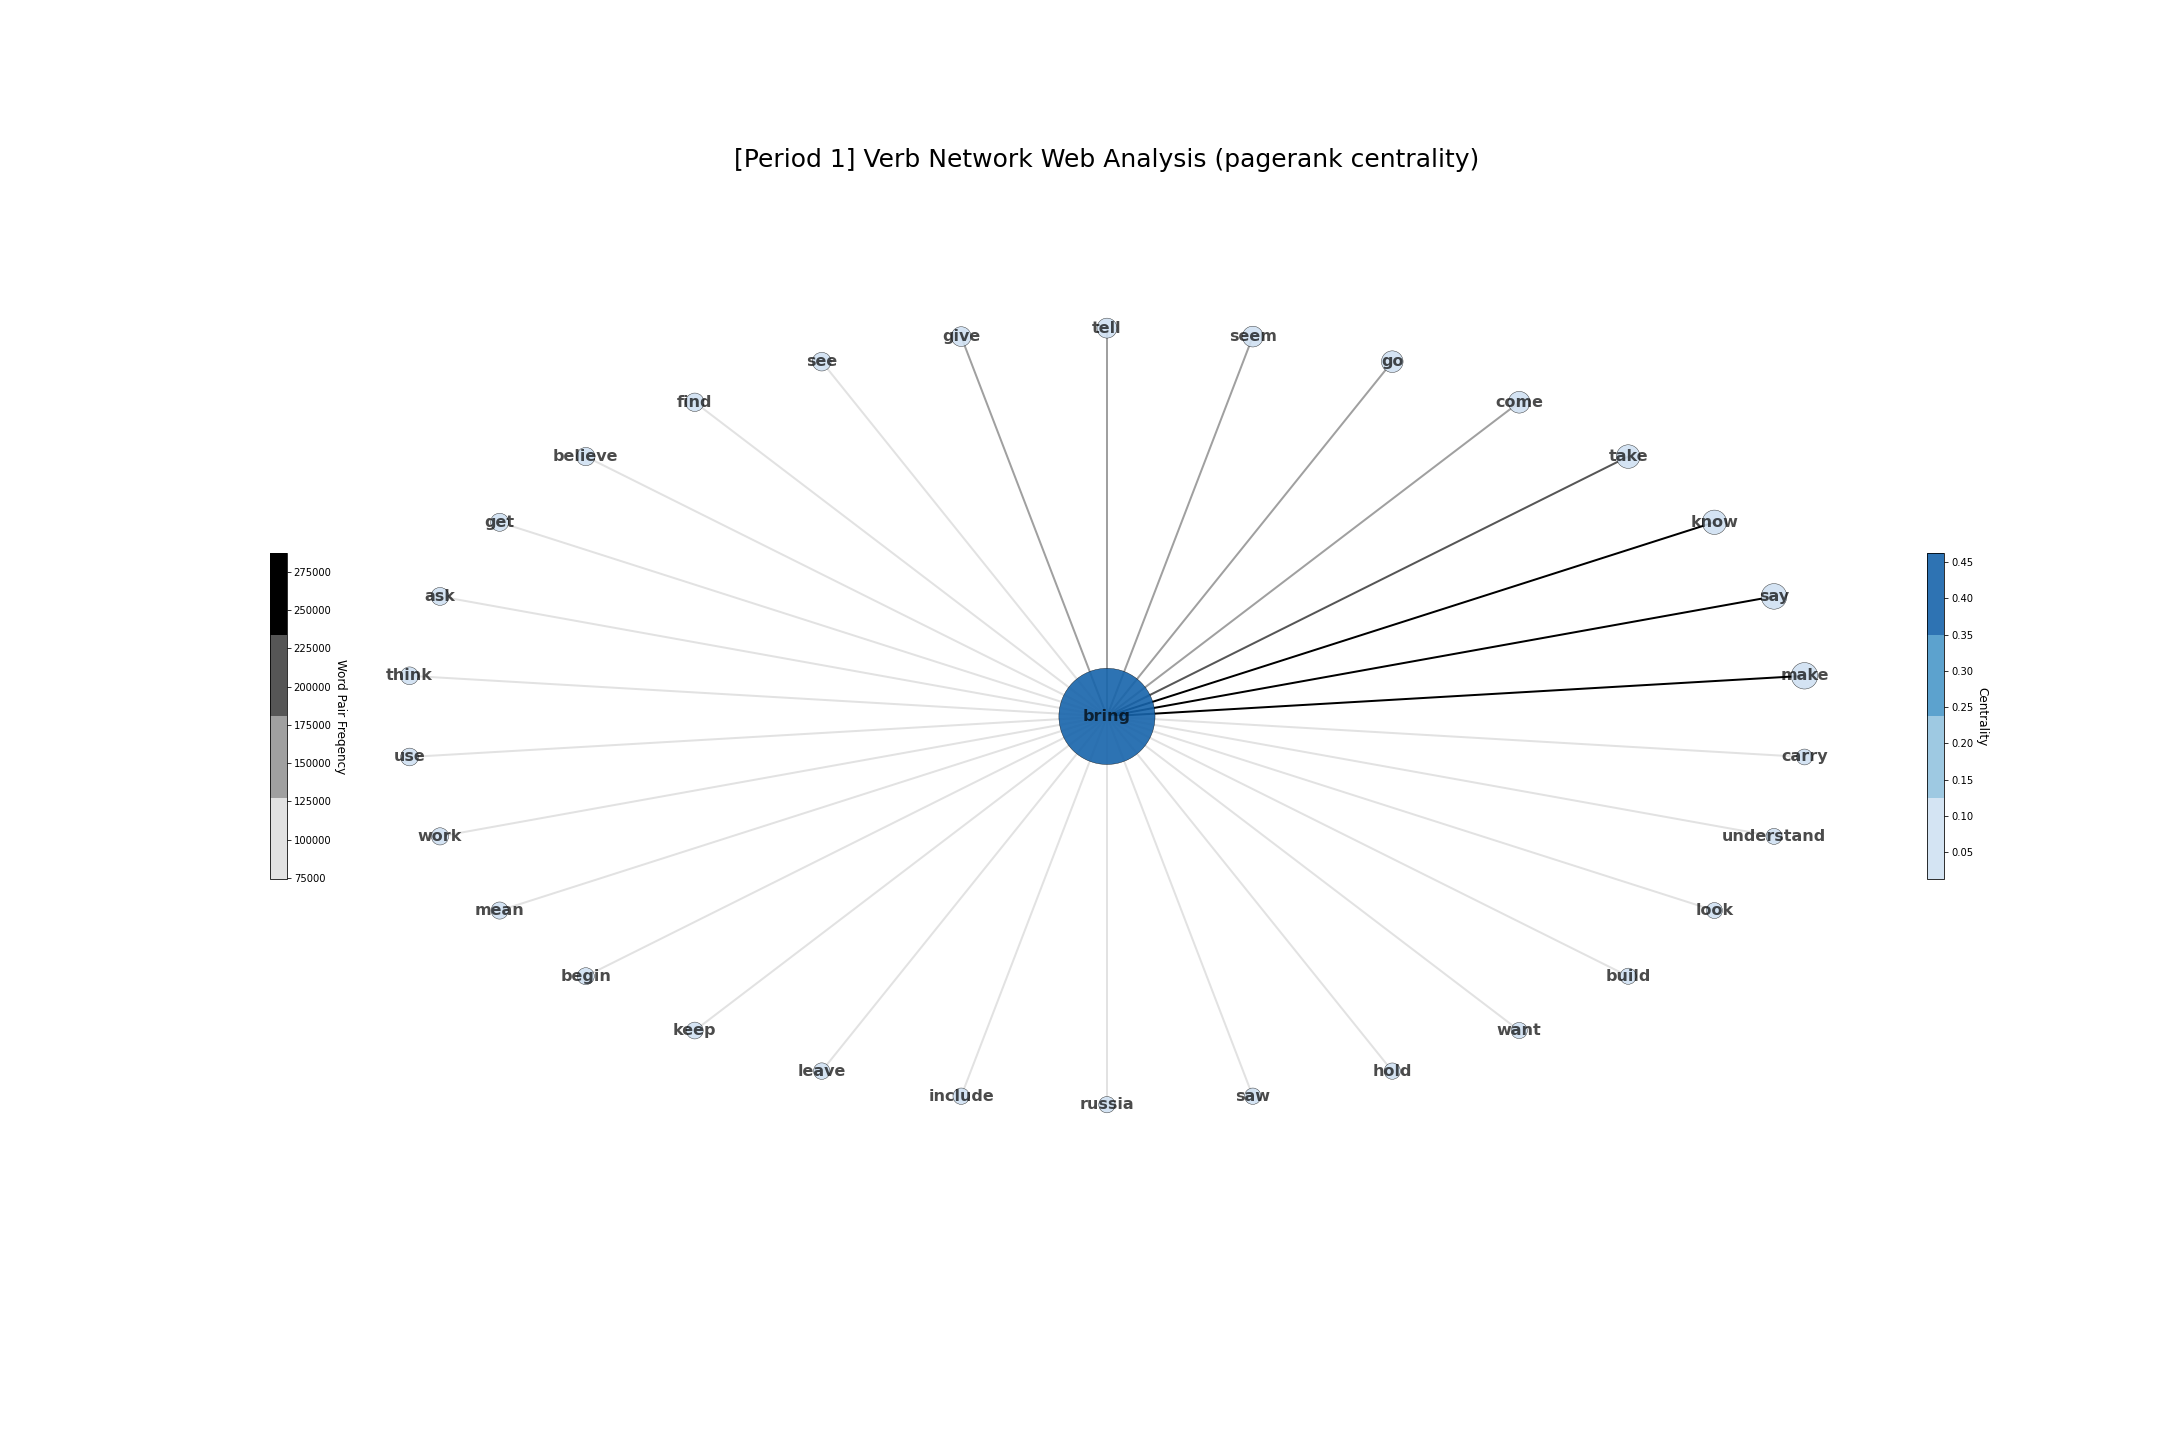 [Period 1] Verb Network Web Analysis (pagerank centrality)
tell
give
seem
see
go
find
come
believe
take
get
know
ask
say
think
make
bring
use
carry
work
understand
mean
look
begin
build
keep
want
leave
hold
include
saw
russia
275000
250000
225000
200000
175000
150000
125000
100000
75000
Word Pair Freqency
0.45
0.40
0.35
0.30
0.25
0.20
0.15
0.10
0.05
Centrality